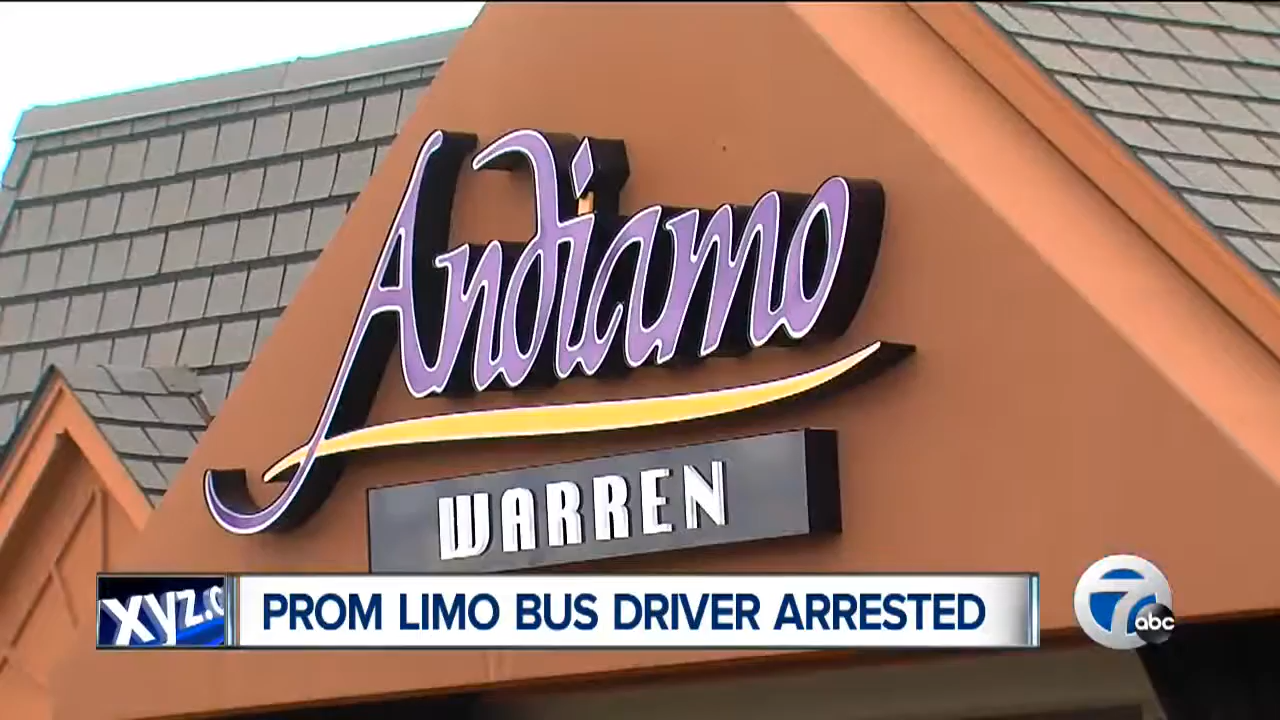 Andiamo
WARREN
XYZ.c
PROM LIMO BUS DRIVER ARRESTED
7
abc